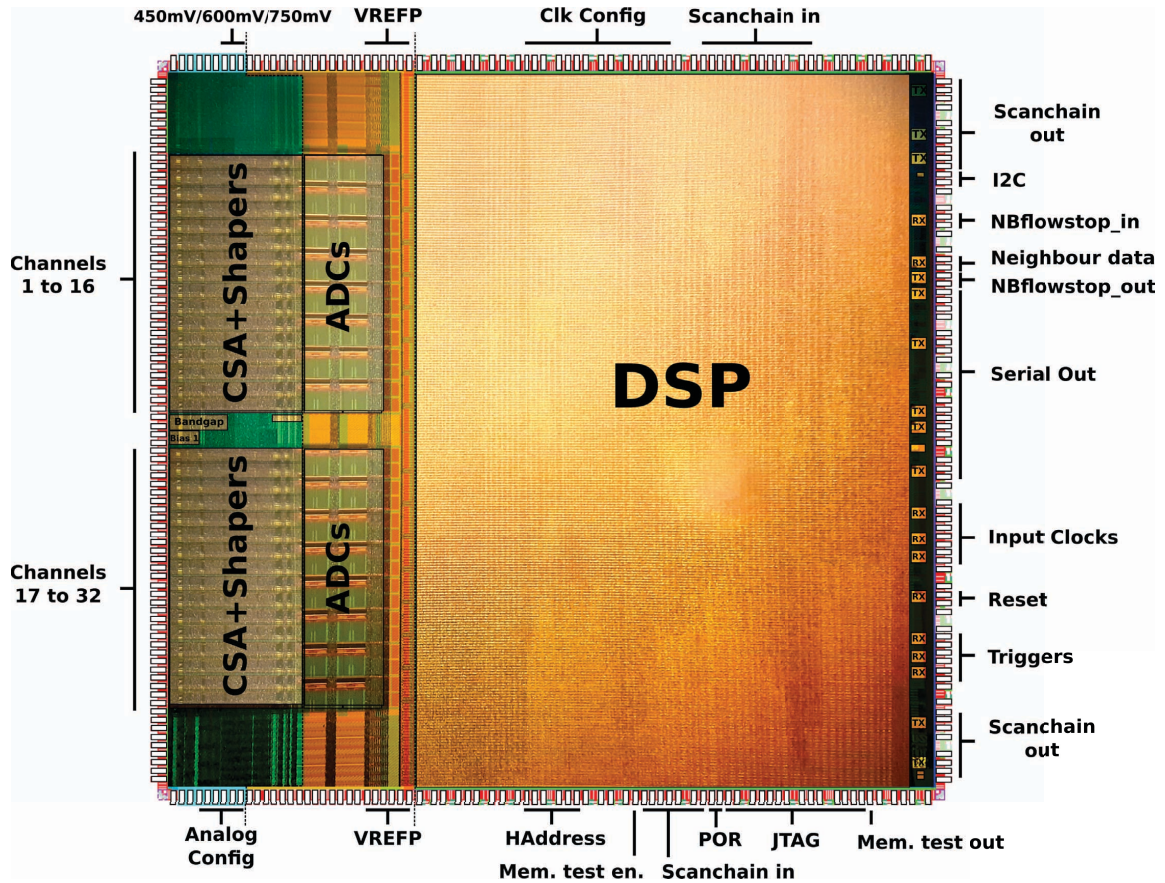 450mV/600mV/750mV
VREFP
Clk Config
Scanchain in
Channels
1 to 16
Channels
17 to 32
CSA+Shapers
ADCs
Bandgap
Bias 1
CSA+Shapers
ADCs
DSP
TX
TX
TX
RX
RX
TX
TX
TX
TX
TX
TX
RX
RX
RX
RX
RX
RX
RX
TX
TX
Scanchain
out
I2C
NBflowstop_in
Neighbour data
NBflowstop_out
Serial Out
Input Clocks
Reset
Triggers
Scanchain
out
Analog
Config
VREFP
HAddress
Mem. test en.
Scanchain in
POR
JTAG
Mem. test out